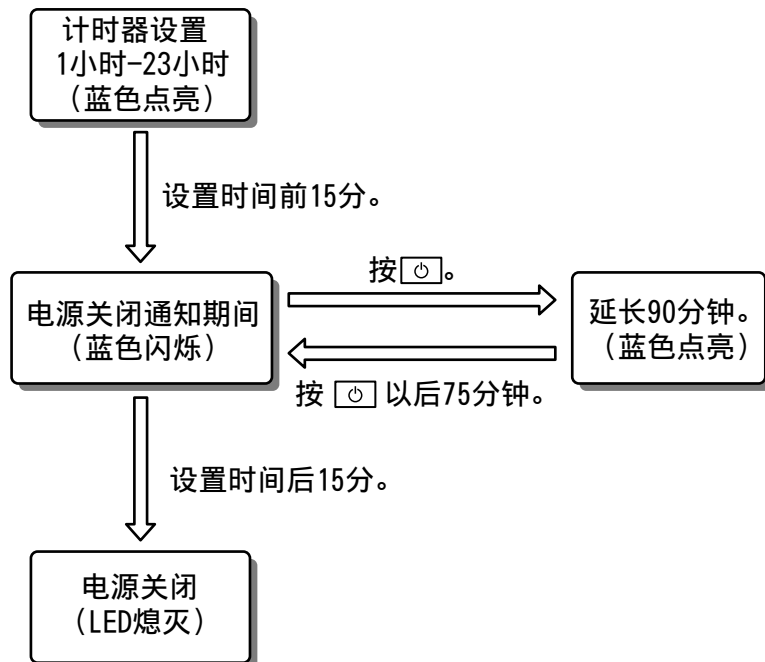 计时器设置
1小时-23小时
（蓝色点亮）
设置时间前15分。
按⏻。
电源关闭通知期间
（蓝色闪烁）
延长90分钟。
（蓝色点亮）
按 ⏻ 以后75分钟。
设置时间后15分。
电源关闭
（LED熄灭）